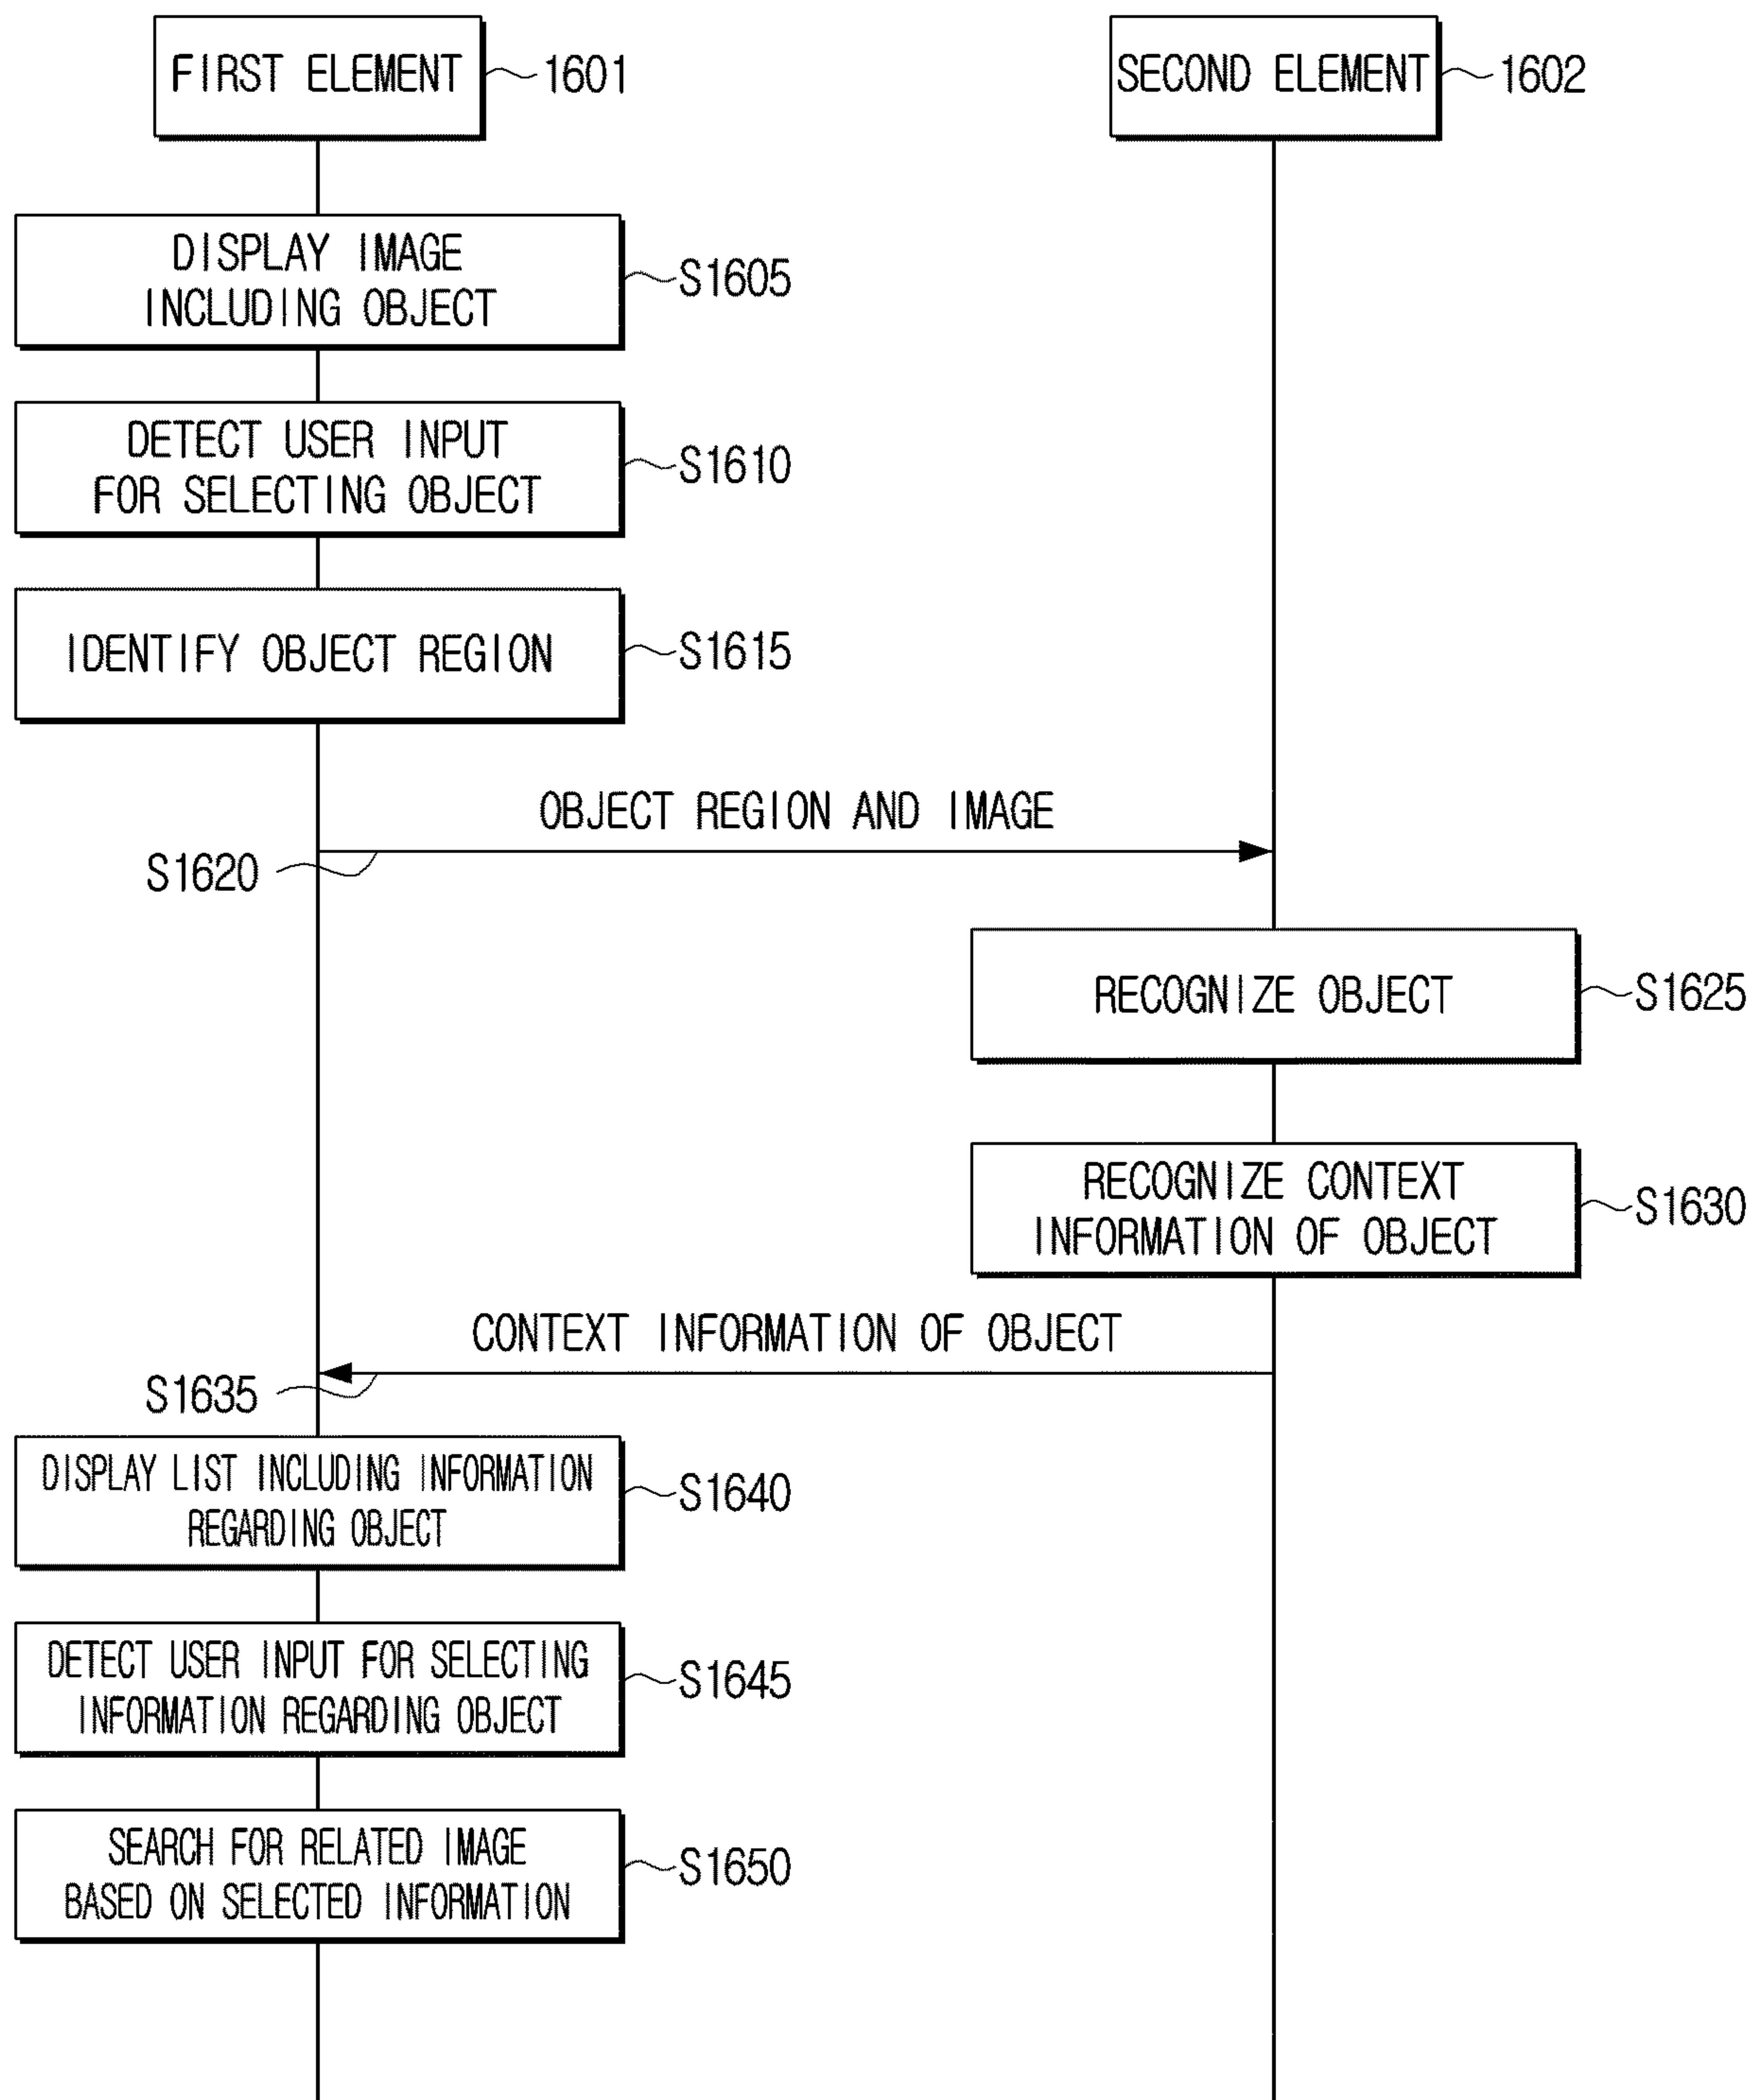 FIRST ELEMENT
1601
SECOND ELEMENT
1602
DISPLAY IMAGE
INCLUDING OBJECT
S1605
DETECT USER INPUT
FOR SELECTING OBJECT
S1610
IDENTIFY OBJECT REGION
S1615
OBJECT REGION AND IMAGE
S1620
RECOGNIZE OBJECT
S1625
RECOGNIZE CONTEXT
INFORMATION OF OBJECT
S1630
CONTEXT INFORMATION OF OBJECT
S1635
DISPLAY LIST INCLUDING INFORMATION
REGARDING OBJECT
S1640
DETECT USER INPUT FOR SELECTING
INFORMATION REGARDING OBJECT
S1645
SEARCH FOR RELATED IMAGE
BASED ON SELECTED INFORMATION
S1650